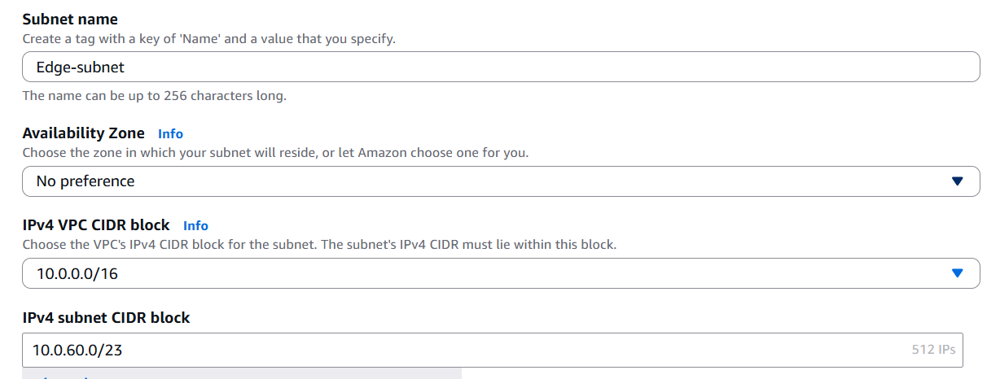 Subnet name
Create a tag with a key of 'Name' and a value that you specify.
Edge-subnet
The name can be up to 256 characters long.
Availability Zone Info
Choose the zone in which your subnet will reside, or let Amazon choose one for you.
No preference
IPv4 VPC CIDR block Info
Choose the VPC's IPv4 CIDR block for the subnet. The subnet's IPv4 CIDR must lie within this block.
10.0.0.0/16
IPv4 subnet CIDR block
10.0.60.0/23 512 IPs